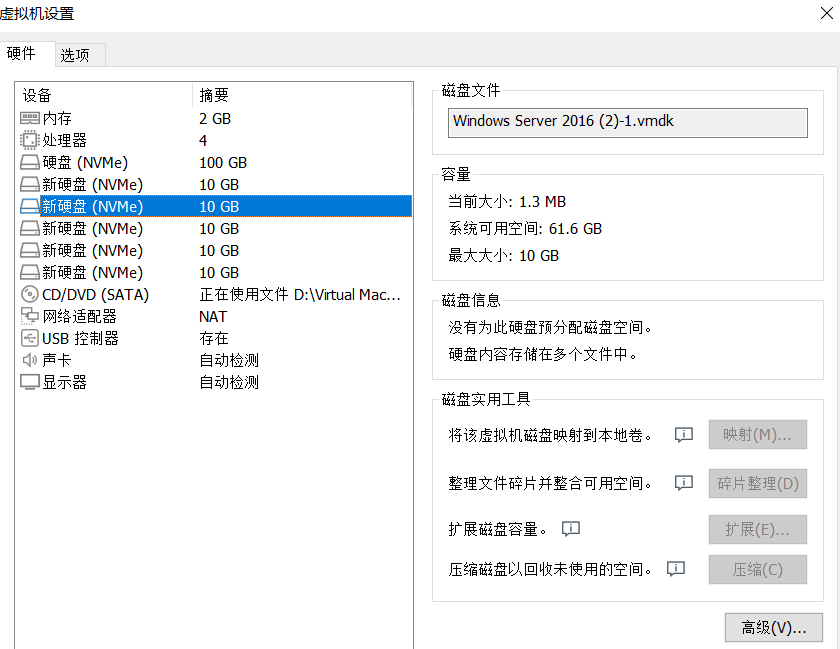 虚拟机设置
硬件 选项
设备 摘要
内存 2 GB
处理器 4
硬盘 (NVMe) 100 GB
新硬盘 (NVMe) 10 GB
新硬盘 (NVMe) 10 GB
新硬盘 (NVMe) 10 GB
新硬盘 (NVMe) 10 GB
新硬盘 (NVMe) 10 GB
CD/DVD (SATA) 正在使用文件 D:\Virtual Mac...
网络适配器 NAT
USB 控制器 存在
声卡 自动检测
显示器 自动检测
磁盘文件
Windows Server 2016 (2)-1.vmdk
容量
当前大小: 1.3 MB
系统可用空间: 61.6 GB
最大大小: 10 GB
磁盘信息
没有为此硬盘预分配磁盘空间。
硬盘内容存储在多个文件中。
磁盘实用工具
将该虚拟机磁盘映射到本地卷。 映射(M)...
整理文件碎片并整合可用空间。 碎片整理(D)
扩展磁盘容量。 扩展(E)...
压缩磁盘以回收未使用的空间。 压缩(C)
高级(V)...